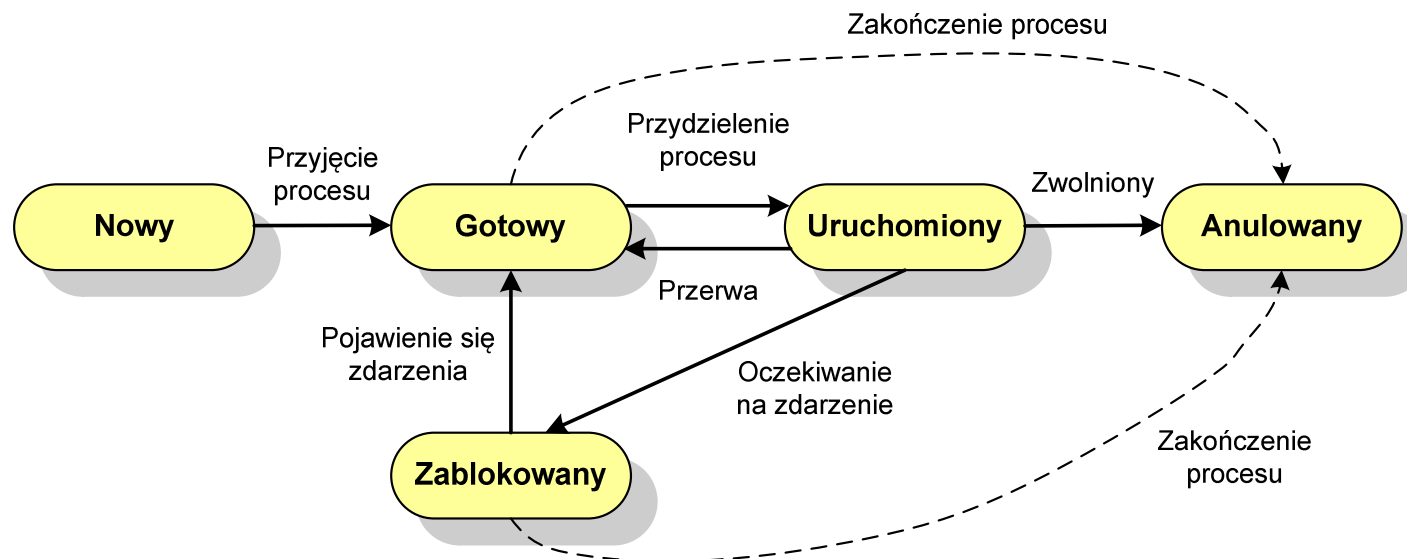 Zakończenie procesu
Przydzielenie
procesu
Przyjęcie
procesu
Zwolniony
Nowy
Gotowy
Uruchomiony
Anulowany
Przerwa
Pojawienie się
zdarzenia
Oczekiwanie
na zdarzenie
Zakończenie
procesu
Zablokowany